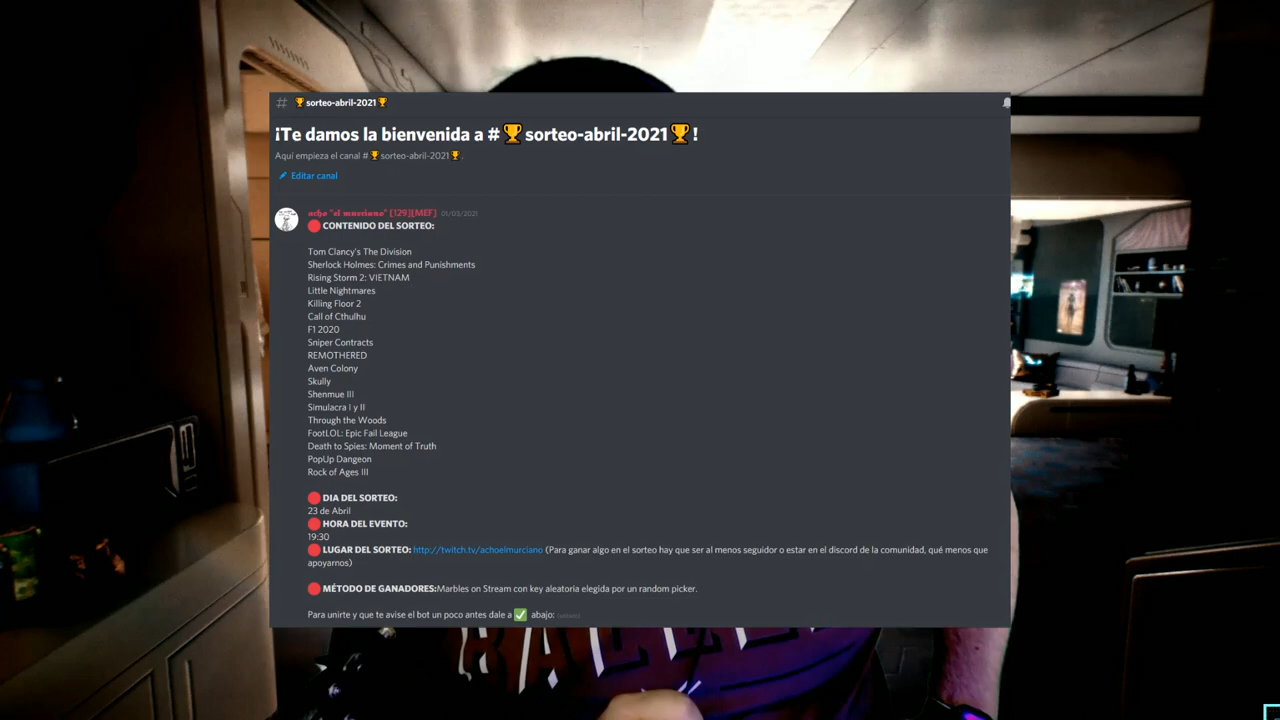 # 🏆sorteo-abril-2021🏆
¡Te damos la bienvenida a #🏆sorteo-abril-2021🏆!
Aquí empieza el canal #🏆sorteo-abril-2021🏆.
Editar canal
acho "el murciano" [129][MEF] 01/03/2021
🔴 CONTENIDO DEL SORTEO:
Tom Clancy's The Division
Sherlock Holmes: Crimes and Punishments
Rising Storm 2: VIETNAM
Little Nightmares
Killing Floor 2
Call of Cthulhu
F1 2020
Sniper Contracts
REMOTHERED
Aven Colony
Skully
Shenmue III
Simulacra I y II
Through the Woods
FootLOL: Epic Fail League
Death to Spies: Moment of Truth
PopUp Dangeon
Rock of Ages III
🔴 DIA DEL SORTEO:
23 de Abril
🔴 HORA DEL EVENTO:
19:30
🔴 LUGAR DEL SORTEO: http://twitch.tv/achoelmurciano (Para ganar algo en el sorteo hay que ser al menos seguidor o estar en el discord de la comunidad, qué menos que
apoyarnos)
🔴 MÉTODO DE GANADORES:Marbles on Stream con key aleatoria elegida por un random picker.
Para unirte y que te avise el bot un poco antes dale a ✅ abajo: (editado)